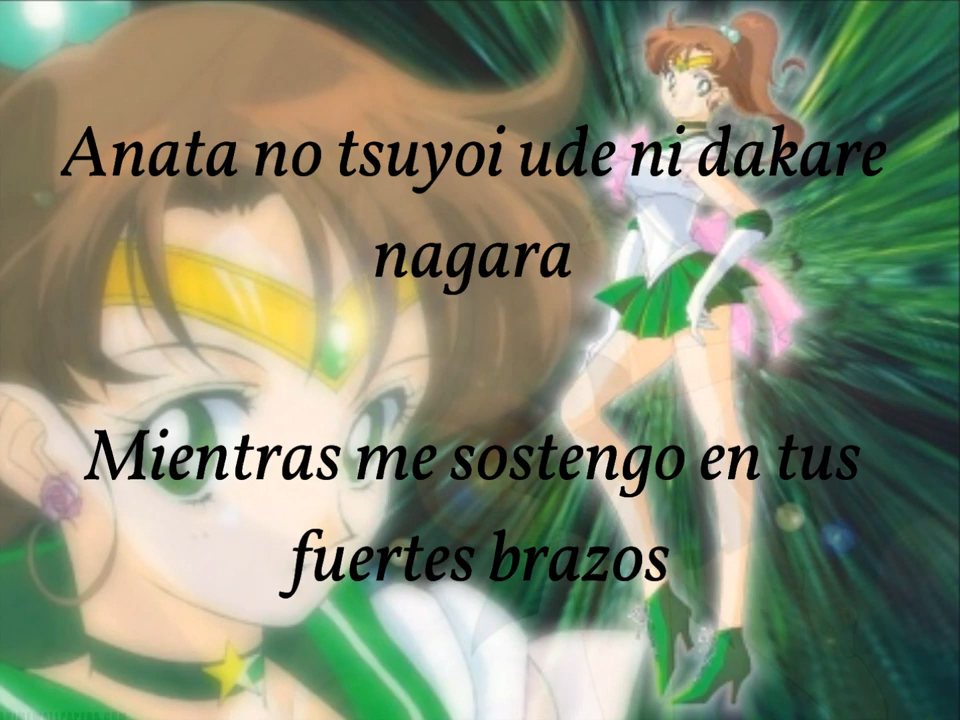 Anata no tsuyoi ude ni dakare
nagara
Mientras me sostengo en tus
fuertes brazos